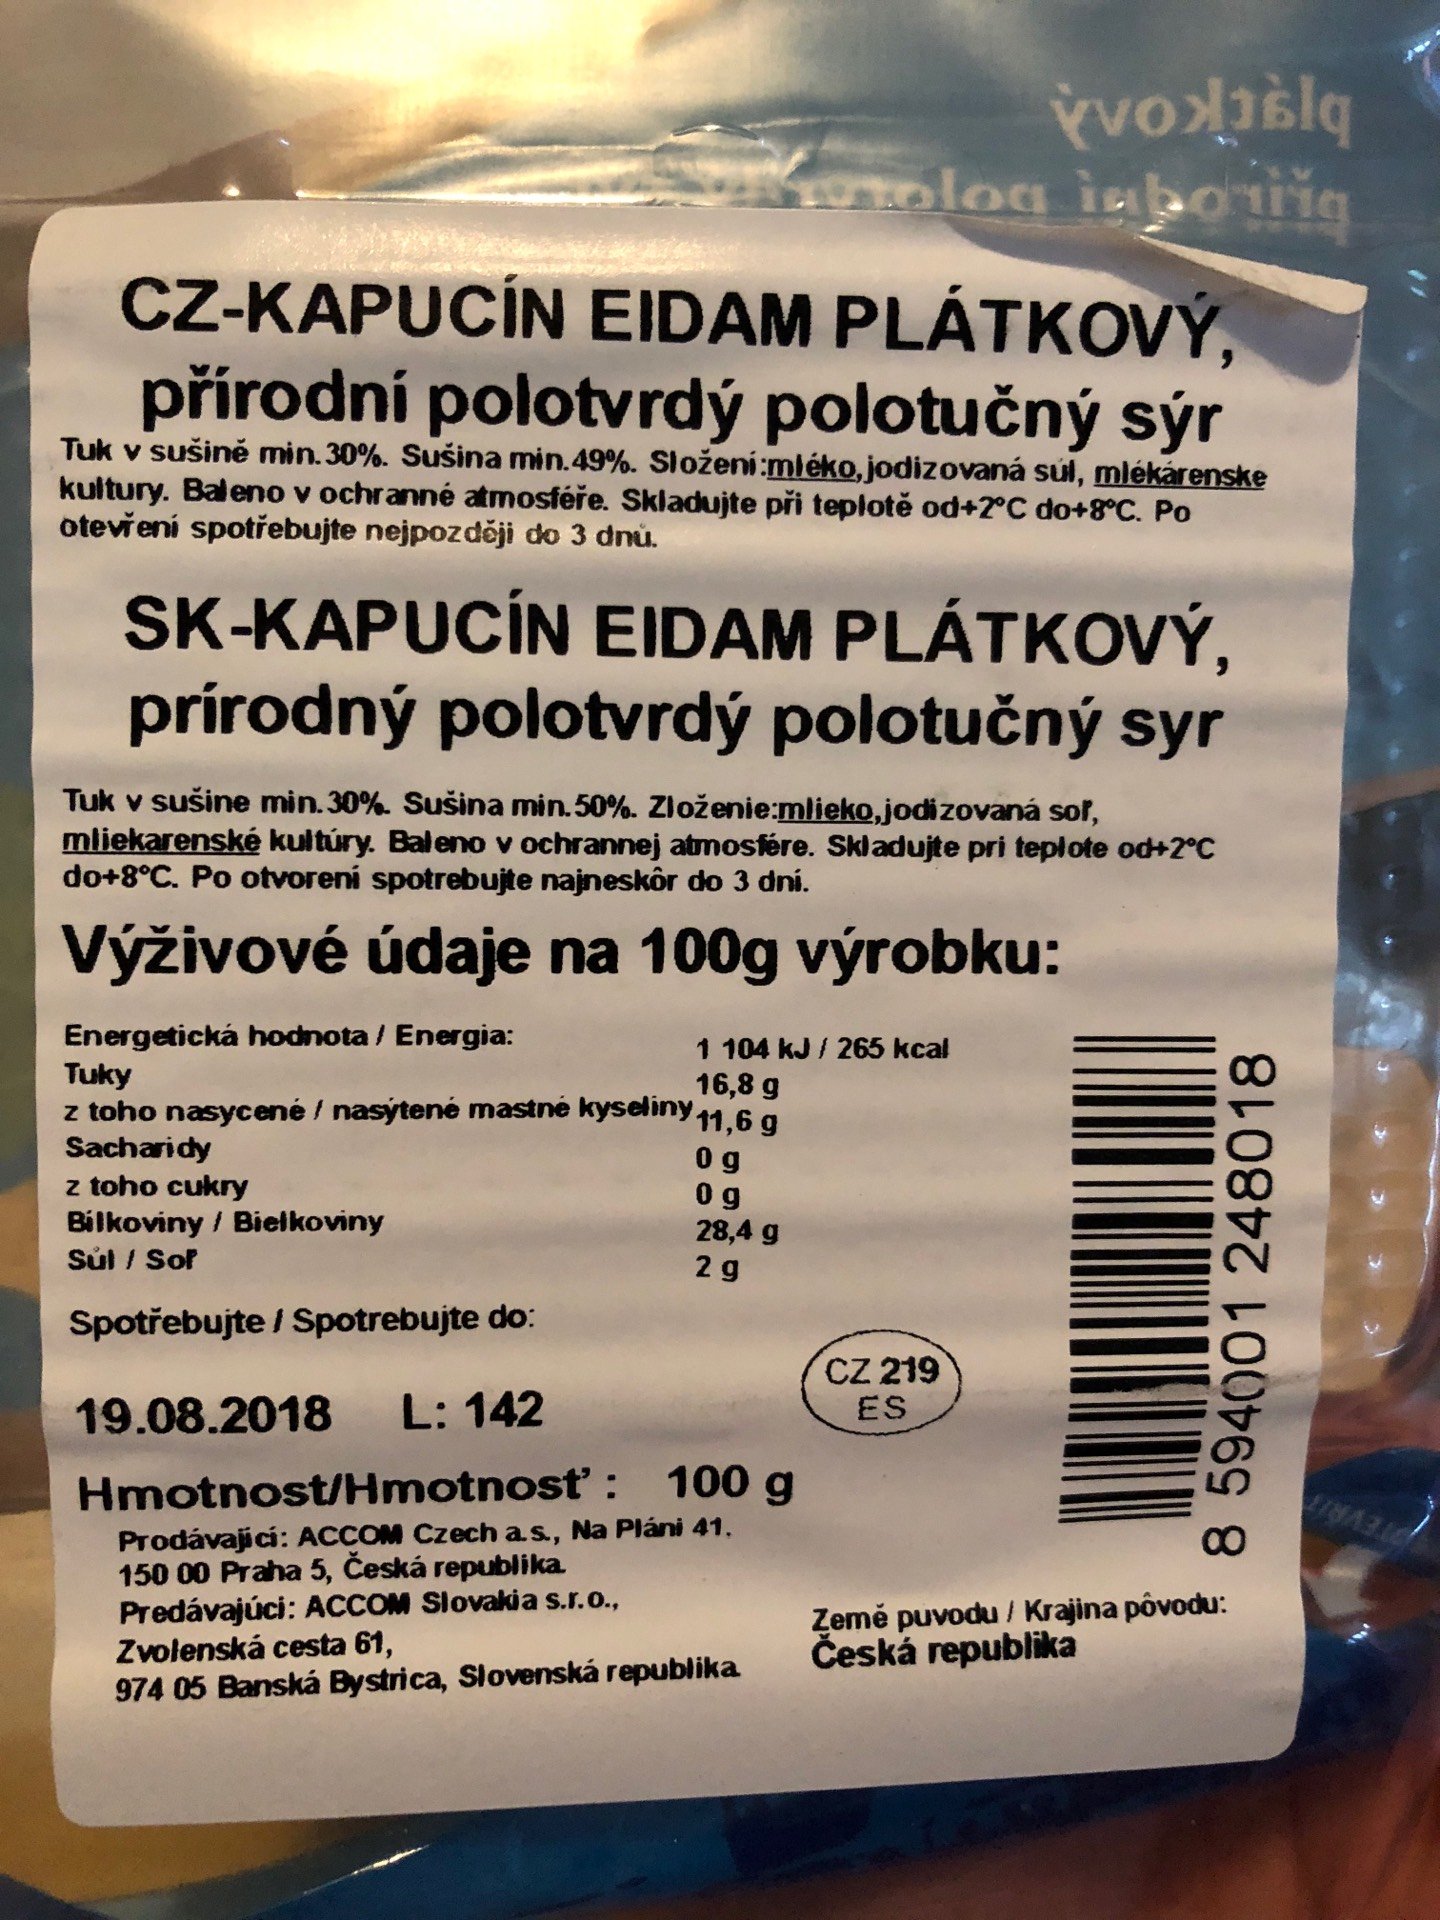 plátkový
přírodní
CZ-KAPUCÍN EIDAM PLÁTKOVÝ,
přírodní polotvrdý polotučný sýr
Tuk v sušině min.30%. Sušina min.49%. Složení:mléko,jodizovaná súl, mlékárenske
kultury. Baleno v ochranné atmosféře. Skladujte při teplotě od+2°C do+8°C. Po
otevření spotřebujte nejpozději do 3 dnů.
SK-KAPUCÍN EIDAM PLÁTKOVÝ,
prírodný polotvrdý polotučný syr
Tuk v sušine min.30%. Sušina min.50%. Zloženie:mlieko,jodizovaná soľ,
mliekarenské kultúry. Baleno v ochrannej atmosfére. Skladujte pri teplote od+2°C
do+8°C. Po otvorení spotrebujte najneskôr do 3 dní.
Výživové údaje na 100g výrobku:
Energetická hodnota / Energia: 1 104 kJ / 265 kcal
Tuky 16,8 g
z toho nasycené / nasýtené mastné kyseliny 11,6 g
Sacharidy 0 g
z toho cukry 0 g
Bílkoviny / Bielkoviny 28,4 g
Sůl / Soľ 2 g
Spotřebujte / Spotrebujte do:
19.08.2018 L: 142
CZ 219
ES
Hmotnost/Hmotnosť : 100 g
Prodávající: ACCOM Czech a.s., Na Pláni 41.
150 00 Praha 5, Česká republika
Predávajúci: ACCOM Slovakia s.r.o.,
Zvolenská cesta 61,
974 05 Banská Bystrica, Slovenská republika
Země puvodu / Krajina pôvodu:
Česká republika
8 594001 248018